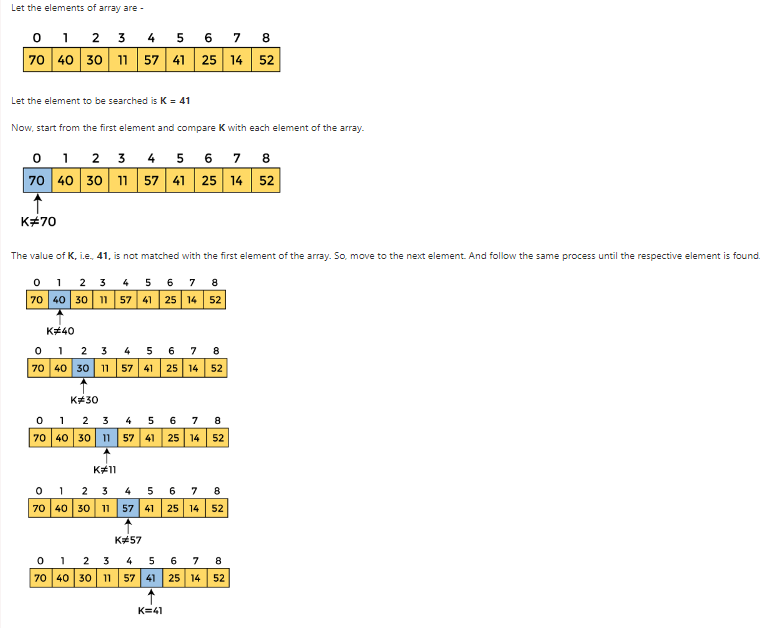 Let the elements of array are -
0 1 2 3 4 5 6 7 8
70 40 30 11 57 41 25 14 52
Let the element to be searched is K = 41
Now, start from the first element and compare K with each element of the array.
0 1 2 3 4 5 6 7 8
70 40 30 11 57 41 25 14 52
K≠70
The value of K, i.e., 41, is not matched with the first element of the array. So, move to the next element. And follow the same process until the respective element is found.
0 1 2 3 4 5 6 7 8
70 40 30 11 57 41 25 14 52
K≠40
0 1 2 3 4 5 6 7 8
70 40 30 11 57 41 25 14 52
K≠30
0 1 2 3 4 5 6 7 8
70 40 30 11 57 41 25 14 52
K≠11
0 1 2 3 4 5 6 7 8
70 40 30 11 57 41 25 14 52
K≠57
0 1 2 3 4 5 6 7 8
70 40 30 11 57 41 25 14 52
K=41